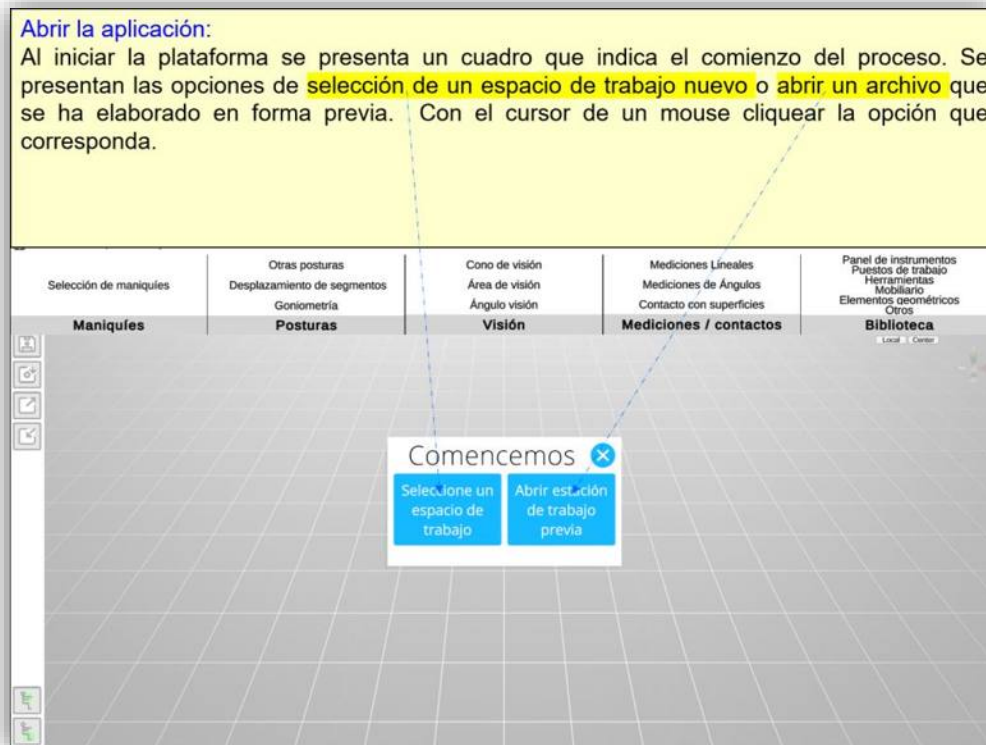 Abrir la aplicación:
Al iniciar la plataforma se presenta un cuadro que indica el comienzo del proceso. Se
presentan las opciones de selección de un espacio de trabajo nuevo o abrir un archivo que
se ha elaborado en forma previa. Con el cursor de un mouse cliquear la opción que
corresponda.
Selección de maniquíes
Maniquíes
Otras posturas
Desplazamiento de segmentos
Goniometría
Posturas
Cono de visión
Área de visión
Ángulo visión
Visión
Mediciones Líneales
Mediciones de Ángulos
Contacto con superficies
Mediciones / contactos
Panel de instrumentos
Puestos de trabajo
Herramientas
Mobiliario
Elementos geométricos
Otros
Biblioteca
Local Center
Comencemos
Seleccione un
espacio de
trabajo
Abrir estación
de trabajo
previa